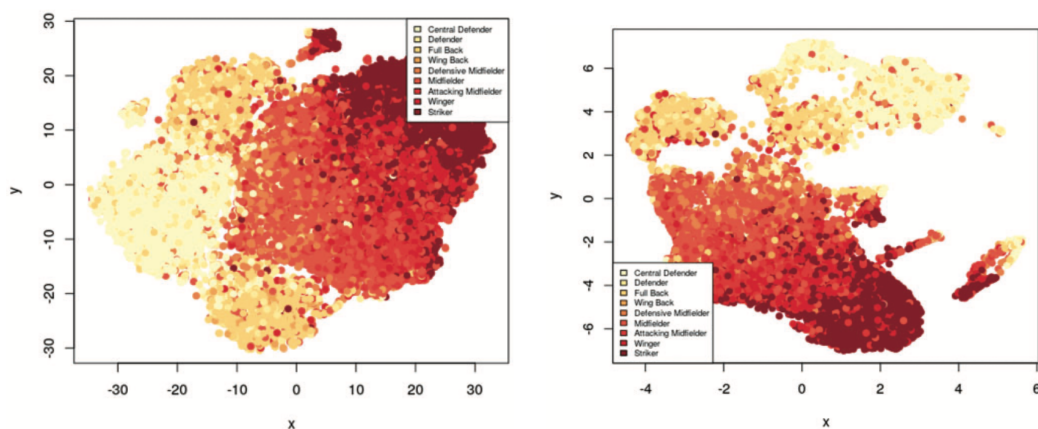 30
20
10
0
-10
-20
-30
y
-30
-20
-10
0
10
20
30
x
Central Defender
Defender
Full Back
Wing Back
Defensive Midfielder
Midfielder
Attacking Midfielder
Winger
Striker
6
4
2
0
-2
-4
-6
y
-4
-2
0
2
4
6
x
Central Defender
Defender
Full Back
Wing Back
Defensive Midfielder
Midfielder
Attacking Midfielder
Winger
Striker